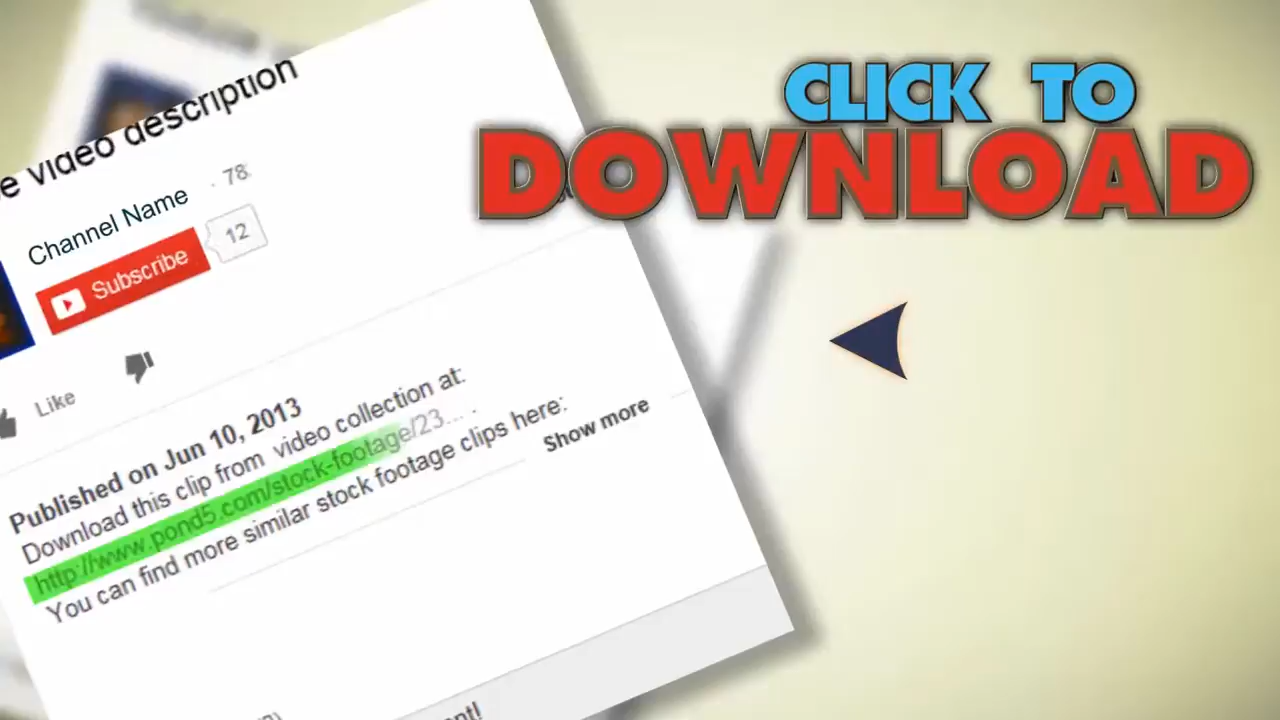 CLICK TO
DOWNLOAD
e video description
Channel Name · 78
Subscribe 12
Like
Published on Jun 10, 2013
Download this clip from video collection at:
http://www.pond5.com/stock-footage/23... .
You can find more similar stock footage clips here:
Show more